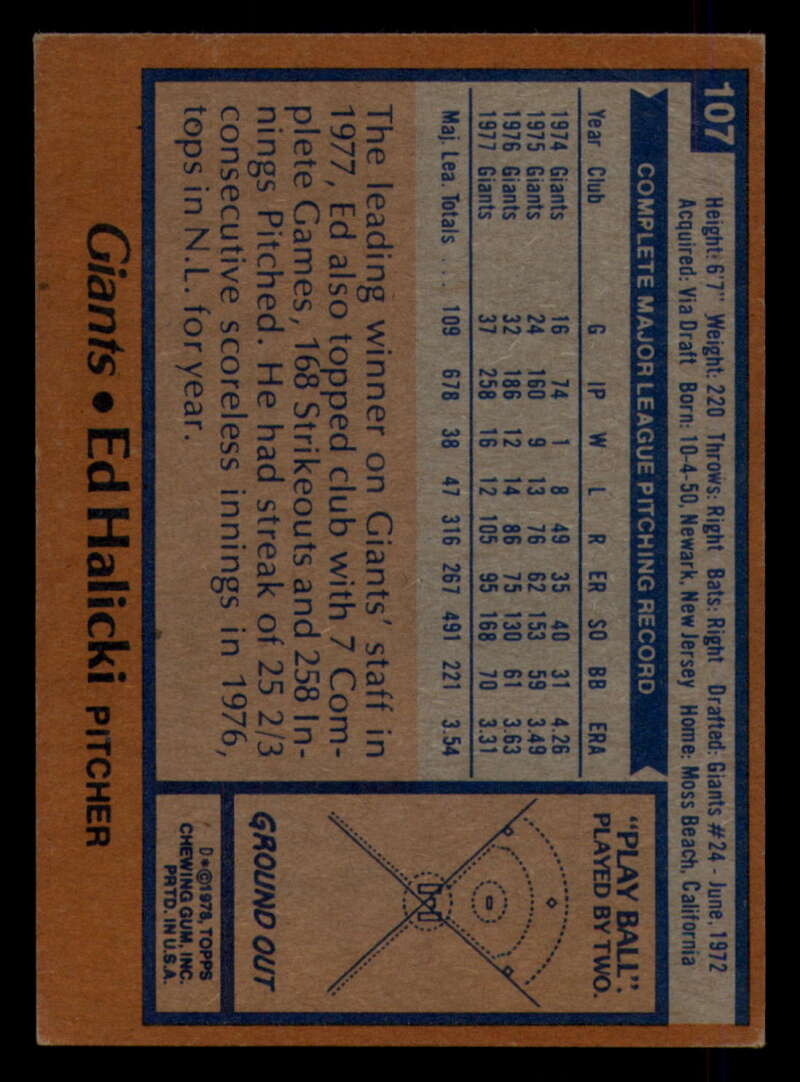 107
Height: 6'7" Weight: 220 Throws: Right Bats: Right Drafted: Giants #24 - June, 1972
Acquired: Via Draft Born: 10-4-50, Newark, New Jersey Home: Moss Beach, California
COMPLETE MAJOR LEAGUE PITCHING RECORD
Year Club G IP W L R ER SO BB ERA
1974 Giants 16 74 1 8 49 35 40 31 4.26
1975 Giants 24 160 9 13 76 62 153 59 3.49
1976 Giants 32 186 12 14 86 75 130 61 3.63
1977 Giants 37 258 16 12 105 95 168 70 3.31
Maj. Lea. Totals ... 109 678 38 47 316 267 491 221 3.54
The leading winner on Giants' staff in
1977, Ed also topped club with 7 Com-
plete Games, 168 Strikeouts and 258 In-
nings Pitched. He had streak of 25 2/3
consecutive scoreless innings in 1976,
tops in N.L. for year.
"PLAY BALL":
PLAYED BY TWO.
GROUND OUT
D*©1978, TOPPS
CHEWING GUM, INC.
PRTD. IN U.S.A.
Giants • Ed Halicki PITCHER